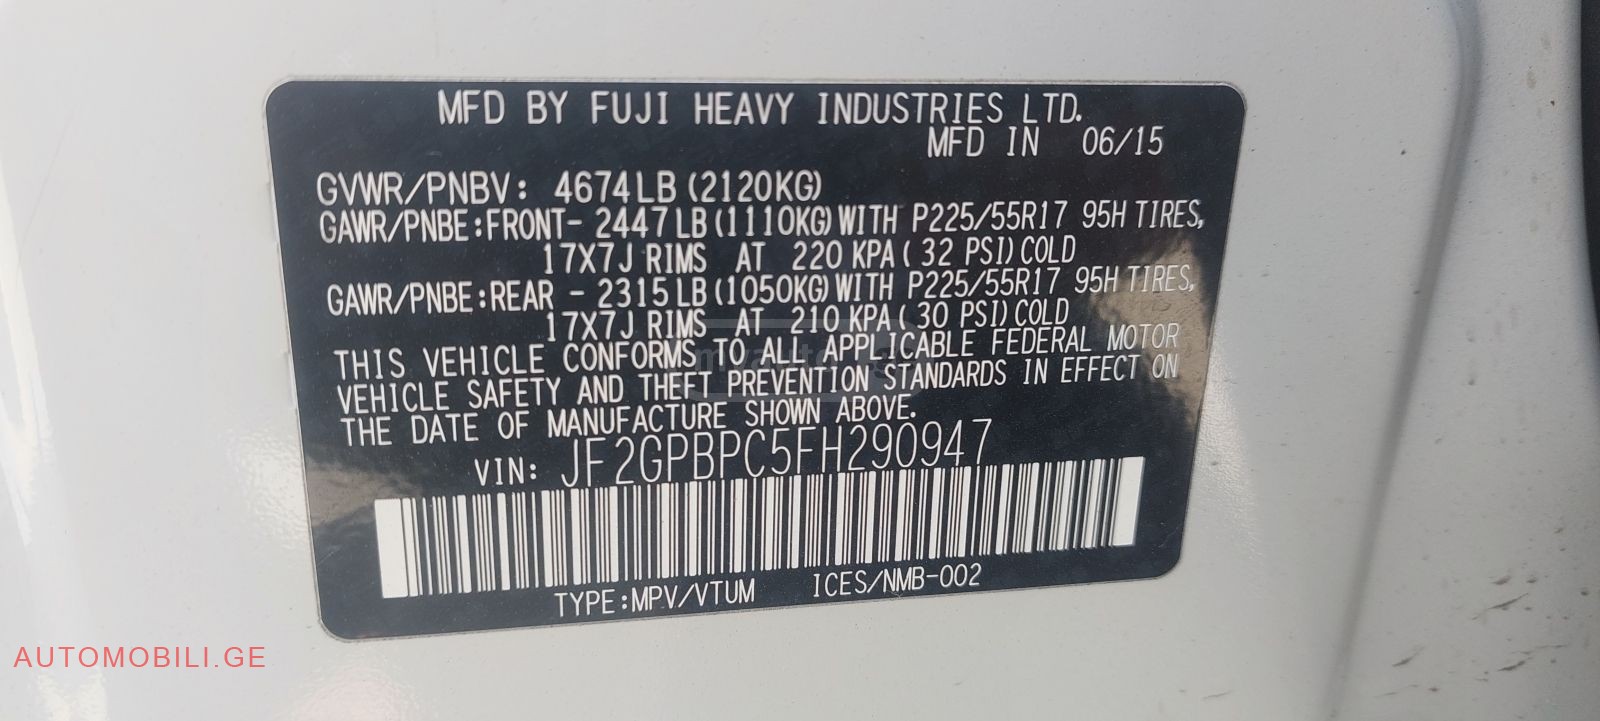 MFD BY FUJI HEAVY INDUSTRIES LTD.
MFD IN 06/15
GVWR/PNBV: 4674LB (2120KG)
GAWR/PNBE:FRONT- 2447LB (1110KG) WITH P225/55R17 95H TIRES,
17X7J RIMS AT 220 KPA ( 32 PSI) COLD
GAWR/PNBE:REAR - 2315LB (1050KG) WITH P225/55R17 95H TIRES,
17X7J RIMS AT 210 KPA ( 30 PSI) COLD
THIS VEHICLE CONFORMS TO ALL APPLICABLE FEDERAL MOTOR
VEHICLE SAFETY AND THEFT PREVENTION STANDARDS IN EFFECT ON
THE DATE OF MANUFACTURE SHOWN ABOVE.
VIN: JF2GPBPC5FH290947
TYPE:MPV/VTUM ICES/NMB-002
AUTOMOBILI.GE